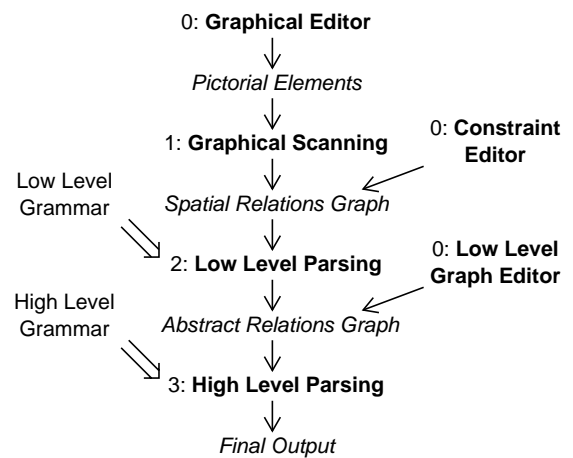 0: Graphical Editor
Pictorial Elements
1: Graphical Scanning
0: Constraint
Editor
Low Level
Grammar
Spatial Relations Graph
2: Low Level Parsing
0: Low Level
Graph Editor
High Level
Grammar
Abstract Relations Graph
3: High Level Parsing
Final Output